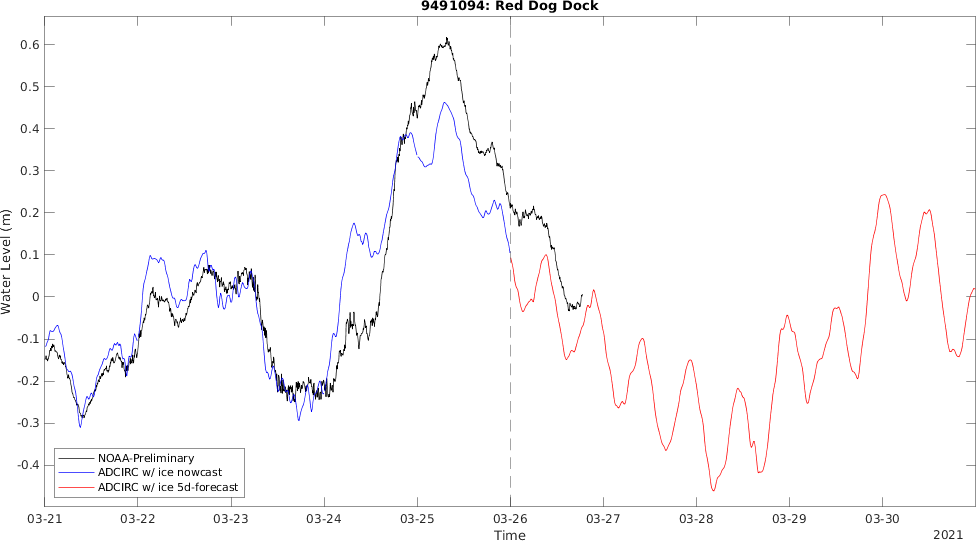 9491094: Red Dog Dock
Water Level (m)
0.6
0.5
0.4
0.3
0.2
0.1
0
-0.1
-0.2
-0.3
-0.4
NOAA-Preliminary
ADCIRC w/ ice nowcast
ADCIRC w/ ice 5d-forecast
03-21 03-22 03-23 03-24 03-25 03-26 03-27 03-28 03-29 03-30
Time
2021